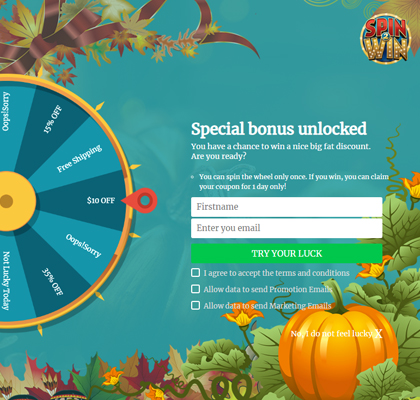 SPIN
2
WIN
Oops!Sorry
15% OFF
Free Shipping
$10 OFF
Oops!Sorry
35% OFF
Not Lucky Today
Special bonus unlocked
You have a chance to win a nice big fat discount.
Are you ready?
You can spin the wheel only once. If you win, you can claim
your coupon for 1 day only!
Firstname
Enter you email
TRY YOUR LUCK
I agree to accept the terms and conditions
Allow data to send Promotion Emails
Allow data to send Marketing Emails
No, I do not feel lucky X